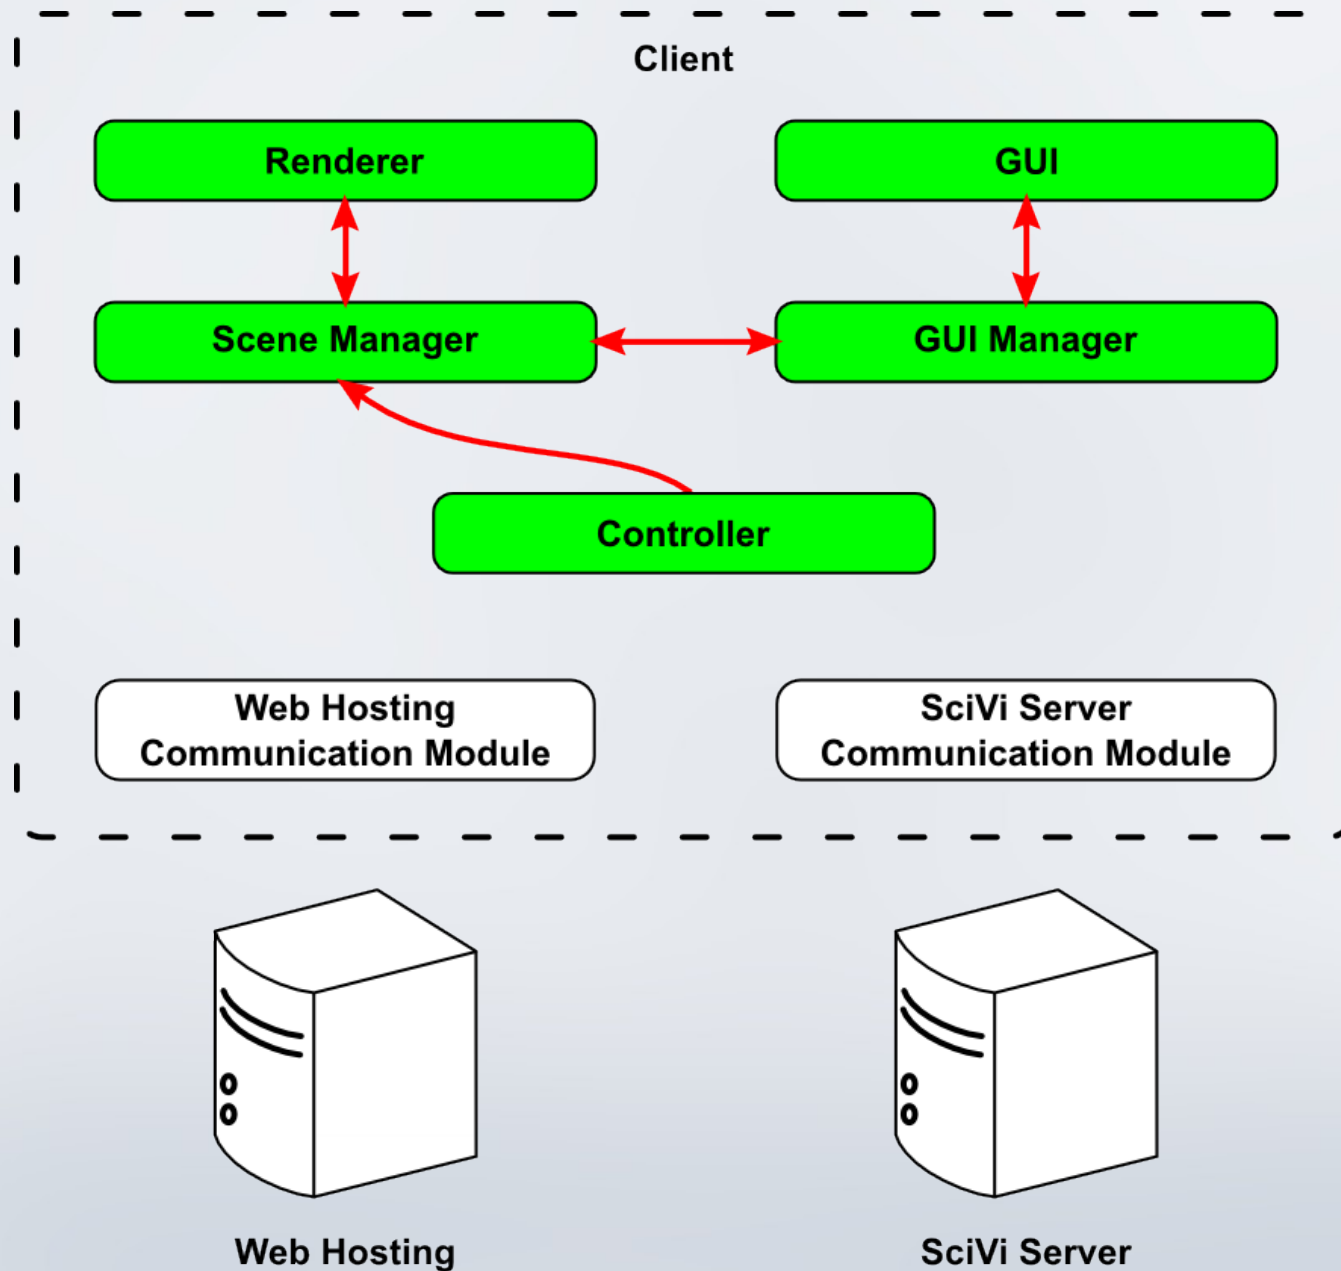 Client
Renderer
GUI
Scene Manager
GUI Manager
Controller
Web Hosting
Communication Module
SciVi Server
Communication Module
Web Hosting
SciVi Server